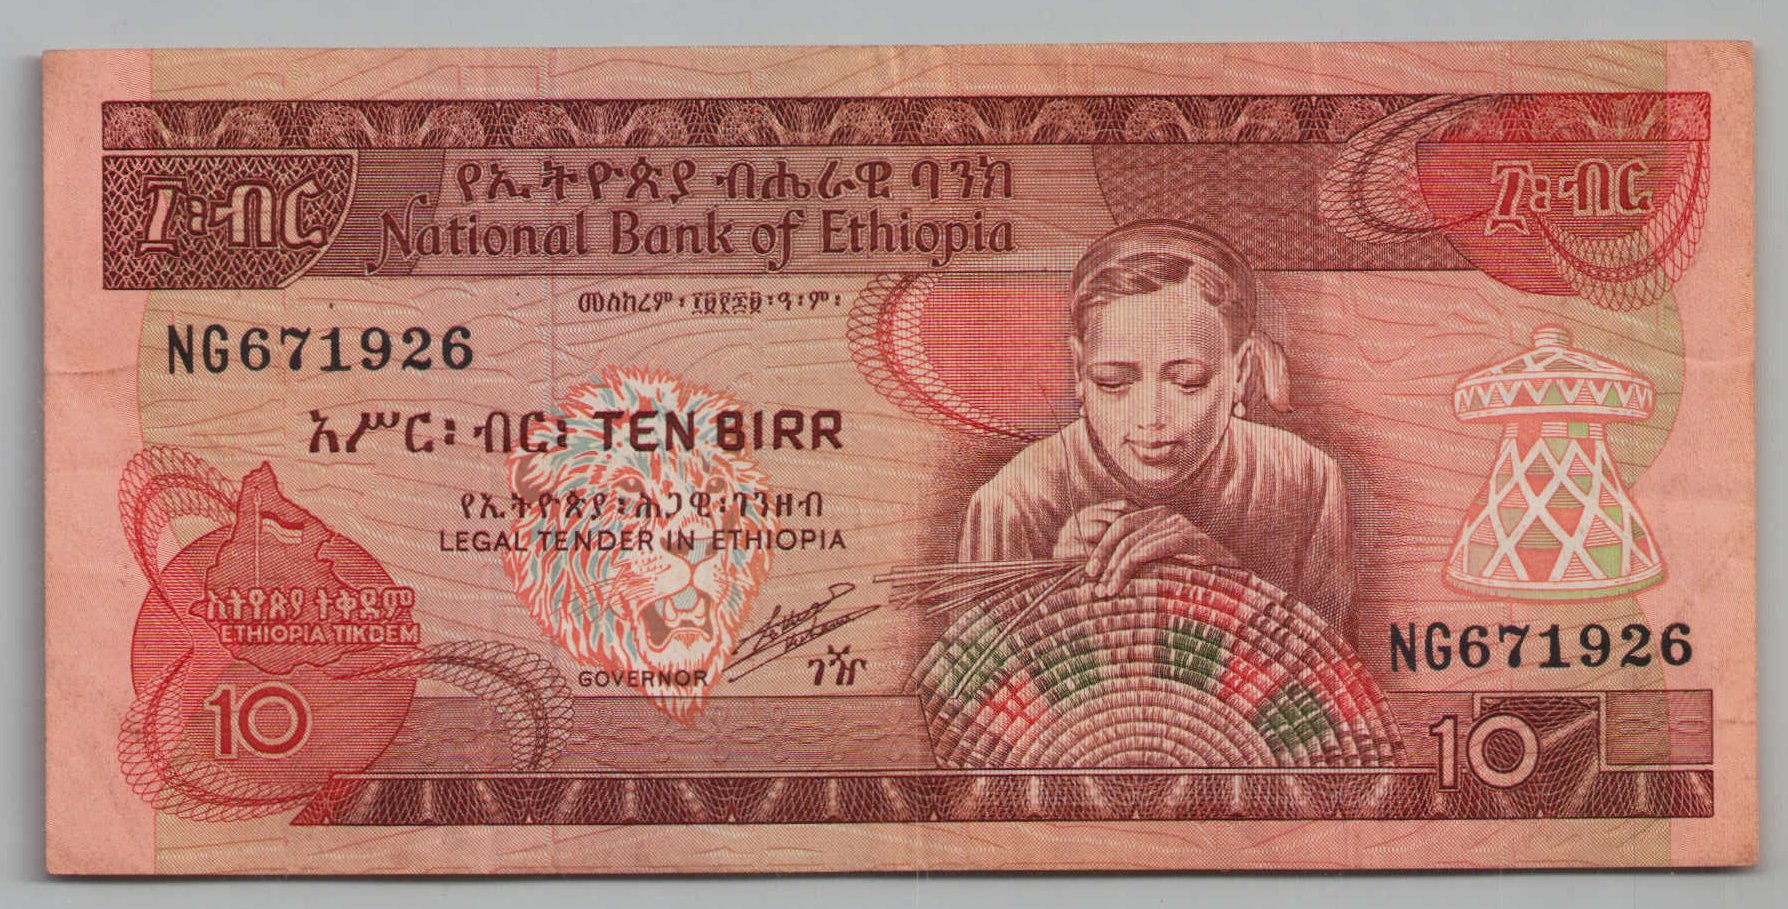 ፲፡ብር
የኢትዮጵያ ብሔራዊ ባንክ
፲፡ብር
National Bank of Ethiopia
መስከረም፡፲፱፻፷፱፡ዓ፡ም፡
NG671926
አሥር፡ ብር፡ TEN BIRR
የኢትዮጵያ፡ሕጋዊ፡ገንዘብ
LEGAL TENDER IN ETHIOPIA
ኢትዮጵያ ትቅደም
ETHIOPIA TIKDEM
NG671926
GOVERNOR ገዥ
10
10